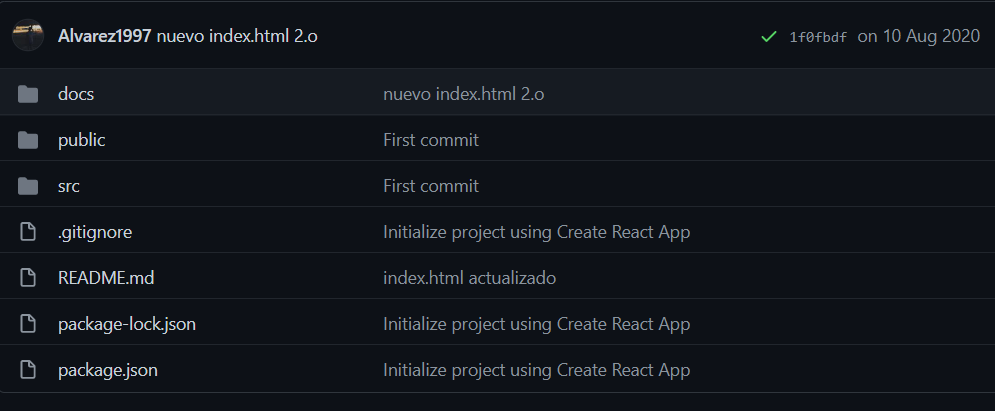 Alvarez1997 nuevo index.html 2.o 1f0fbdf on 10 Aug 2020
docs nuevo index.html 2.o
public First commit
src First commit
.gitignore Initialize project using Create React App
README.md index.html actualizado
package-lock.json Initialize project using Create React App
package.json Initialize project using Create React App